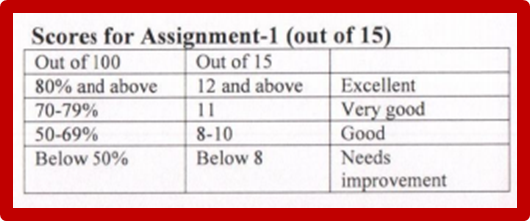 Scores for Assignment-1 (out of 15)
Out of 100 Out of 15
80% and above 12 and above Excellent
70-79% 11 Very good
50-69% 8-10 Good
Below 50% Below 8 Needs
improvement